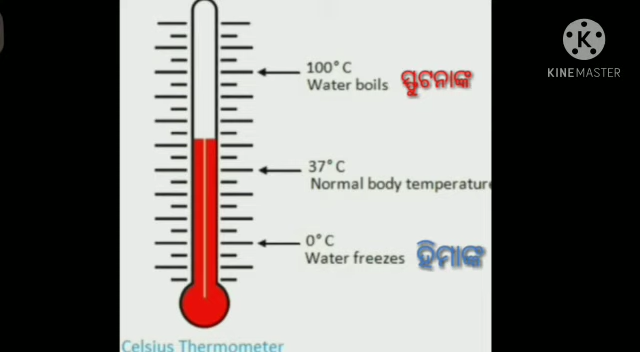 KINEMASTER
100° C
Water boils ସ୍ଫୁଟନାଙ୍କ
37° C
Normal body temperature
0° C
Water freezes ହିମାଙ୍କ
Celsius Thermometer